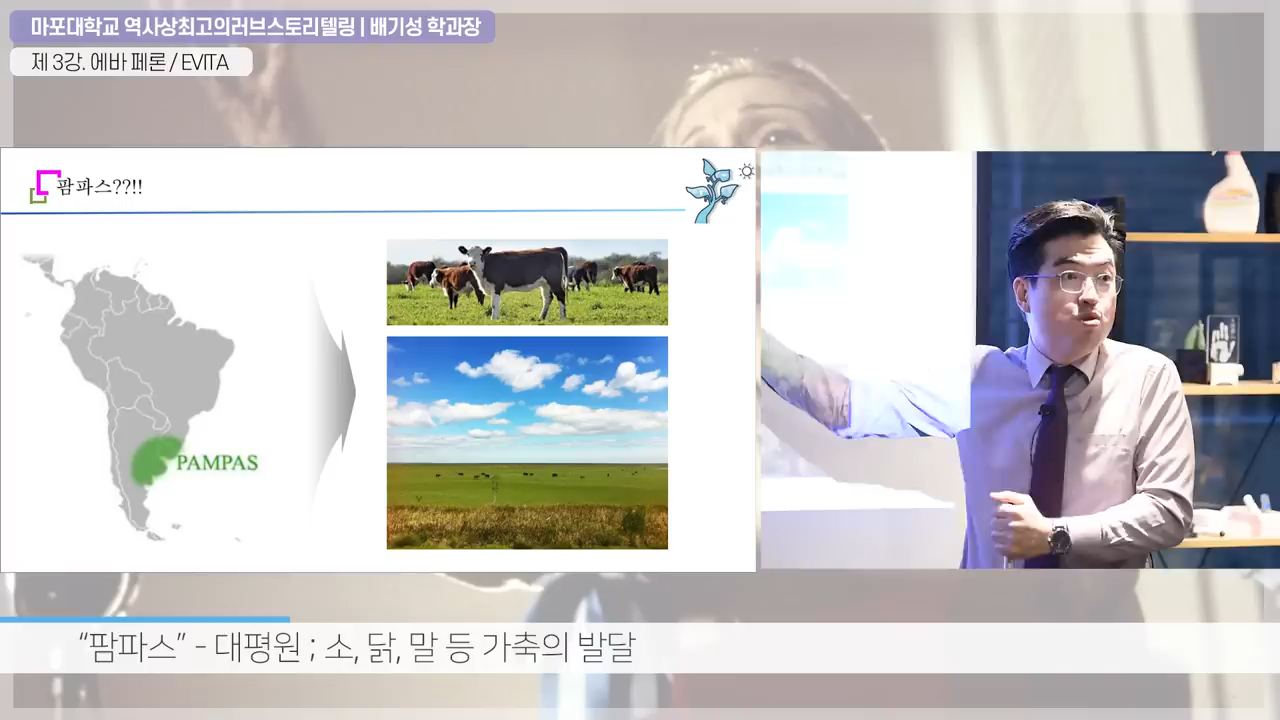 마포대학교 역사상최고의러브스토리텔링 | 배기성 학과장
제 3강. 에바 페론 / EVITA
팜파스??!!
PAMPAS
“팜파스” - 대평원 ; 소, 닭, 말 등 가축의 발달